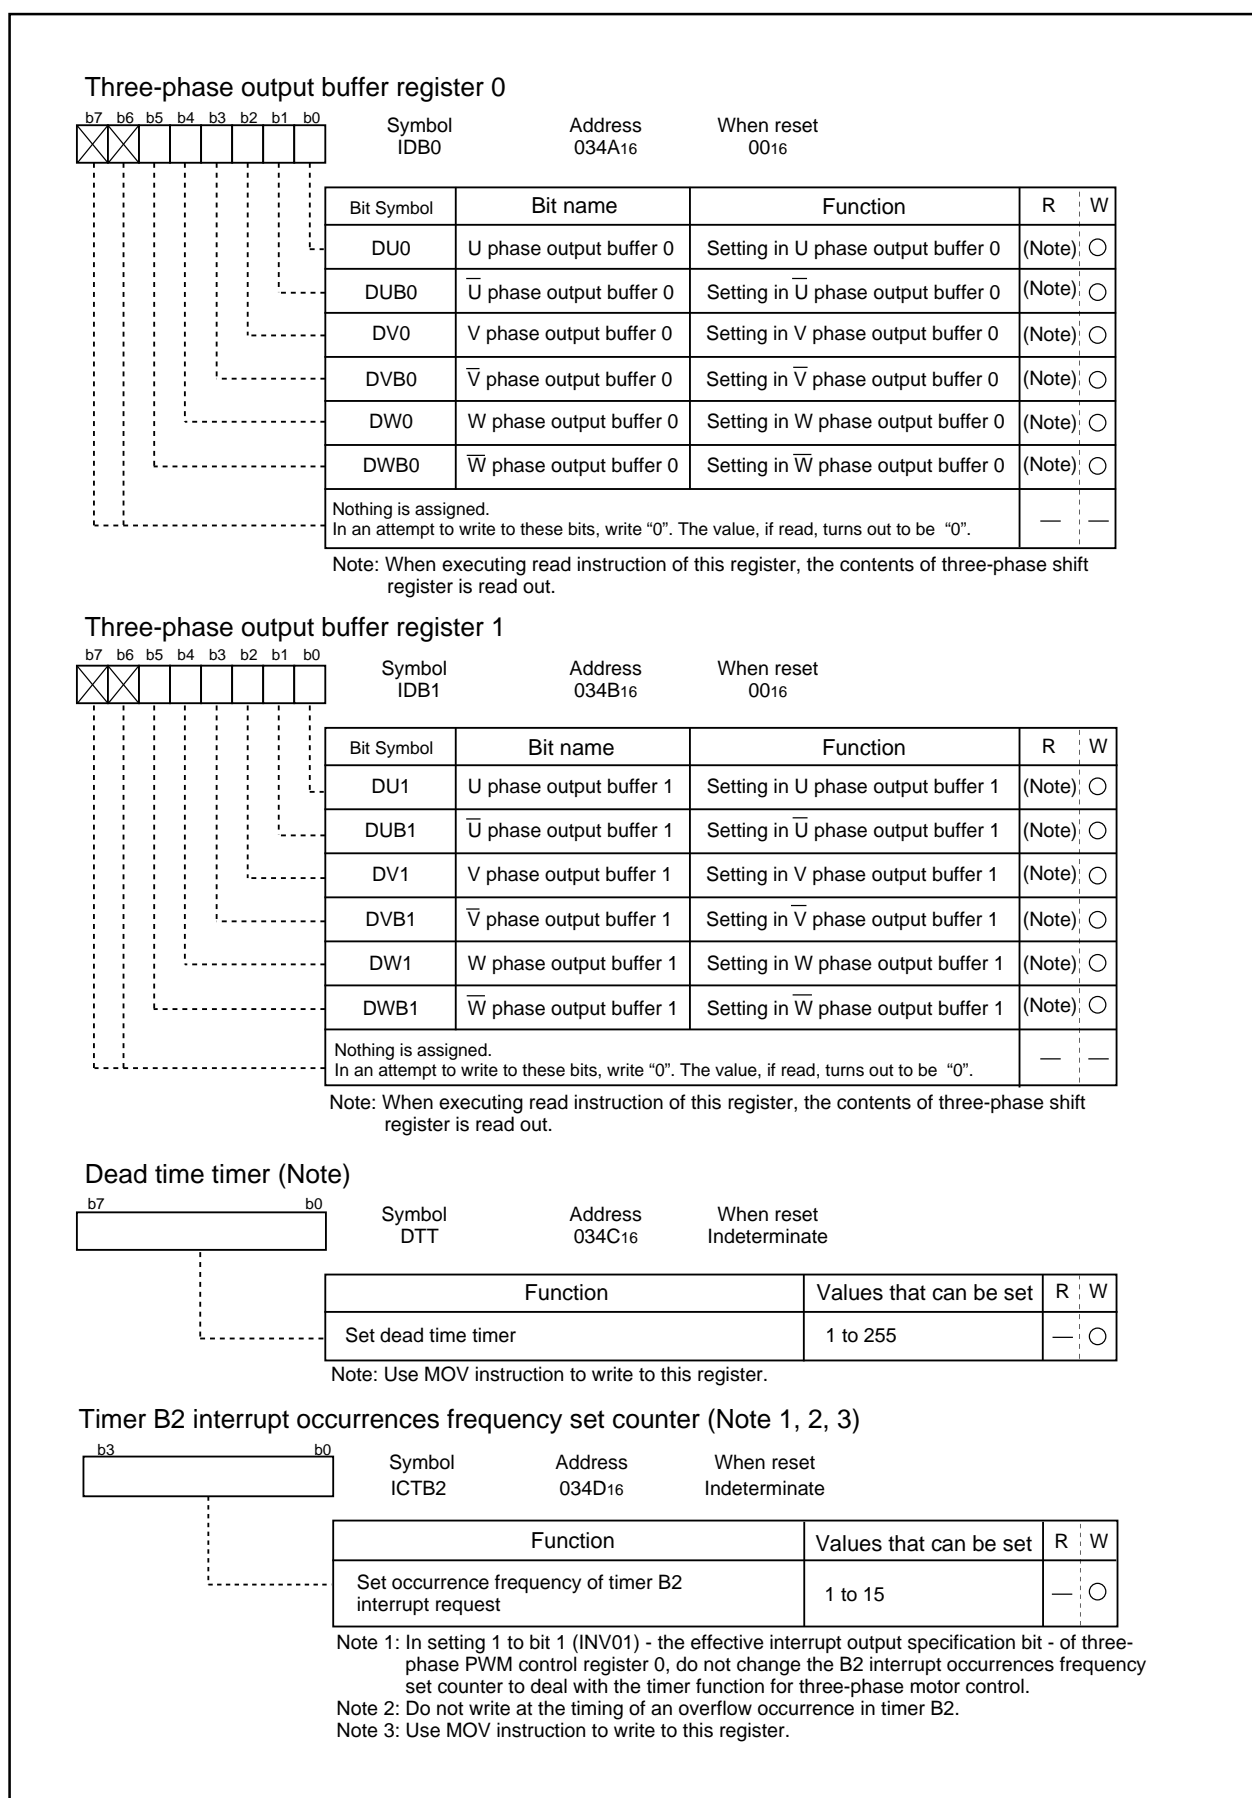 Three-phase output buffer register 0
b7 b6 b5 b4 b3 b2 b1 b0
Symbol Address When reset
IDB0 034A16 0016
Bit Symbol Bit name Function R W
DU0 U phase output buffer 0 Setting in U phase output buffer 0 (Note) ○
DUB0 U̅ phase output buffer 0 Setting in U̅ phase output buffer 0 (Note) ○
DV0 V phase output buffer 0 Setting in V phase output buffer 0 (Note) ○
DVB0 V̅ phase output buffer 0 Setting in V̅ phase output buffer 0 (Note) ○
DW0 W phase output buffer 0 Setting in W phase output buffer 0 (Note) ○
DWB0 W̅ phase output buffer 0 Setting in W̅ phase output buffer 0 (Note) ○
Nothing is assigned.
In an attempt to write to these bits, write “0”. The value, if read, turns out to be “0”. — —
Note: When executing read instruction of this register, the contents of three-phase shift
register is read out.
Three-phase output buffer register 1
b7 b6 b5 b4 b3 b2 b1 b0
Symbol Address When reset
IDB1 034B16 0016
Bit Symbol Bit name Function R W
DU1 U phase output buffer 1 Setting in U phase output buffer 1 (Note) ○
DUB1 U̅ phase output buffer 1 Setting in U̅ phase output buffer 1 (Note) ○
DV1 V phase output buffer 1 Setting in V phase output buffer 1 (Note) ○
DVB1 V̅ phase output buffer 1 Setting in V̅ phase output buffer 1 (Note) ○
DW1 W phase output buffer 1 Setting in W phase output buffer 1 (Note) ○
DWB1 W̅ phase output buffer 1 Setting in W̅ phase output buffer 1 (Note) ○
Nothing is assigned.
In an attempt to write to these bits, write “0”. The value, if read, turns out to be “0”. — —
Note: When executing read instruction of this register, the contents of three-phase shift
register is read out.
Dead time timer (Note)
b7 b0
Symbol Address When reset
DTT 034C16 Indeterminate
Function Values that can be set R W
Set dead time timer 1 to 255 — ○
Note: Use MOV instruction to write to this register.
Timer B2 interrupt occurrences frequency set counter (Note 1, 2, 3)
b3 b0
Symbol Address When reset
ICTB2 034D16 Indeterminate
Function Values that can be set R W
Set occurrence frequency of timer B2
interrupt request 1 to 15 — ○
Note 1: In setting 1 to bit 1 (INV01) - the effective interrupt output specification bit - of three-
phase PWM control register 0, do not change the B2 interrupt occurrences frequency
set counter to deal with the timer function for three-phase motor control.
Note 2: Do not write at the timing of an overflow occurrence in timer B2.
Note 3: Use MOV instruction to write to this register.